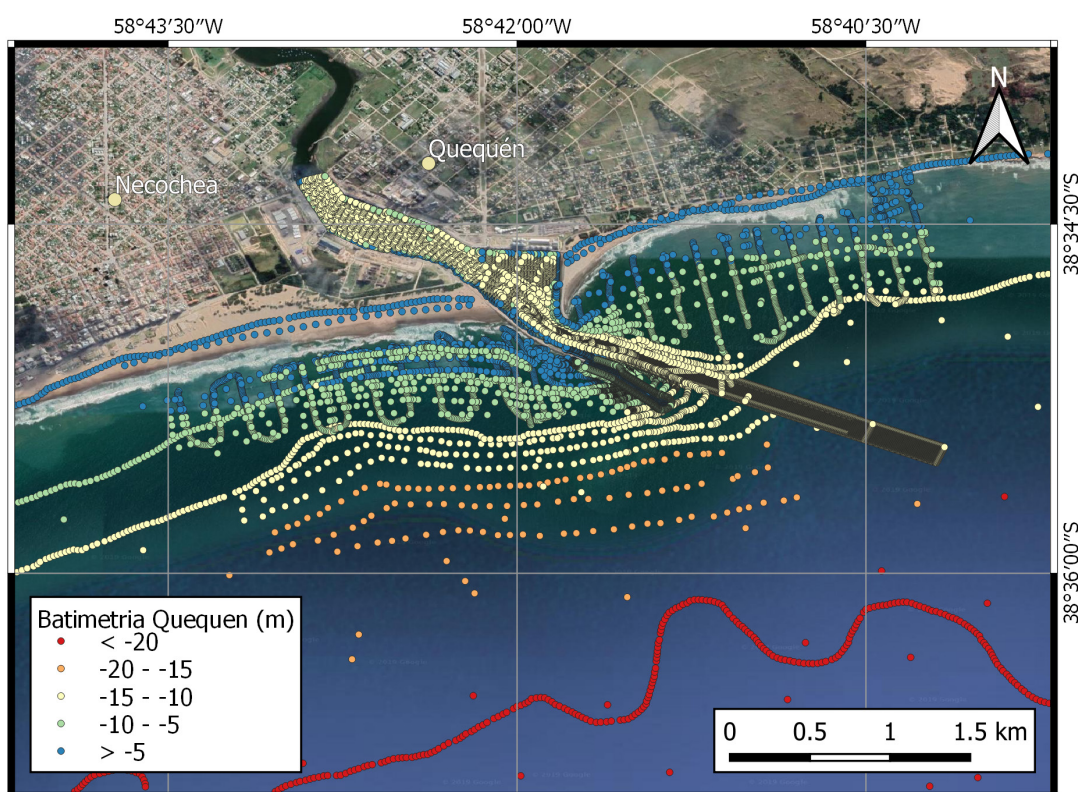 58°43’30’’W 58°42’00’’W 58°40’30’’W
N
Quequén
Necochea
38°34’30’’S
38°36’00’’S
Batimetria Quequen (m)
< -20
-20 - -15
-15 - -10
-10 - -5
> -5
0 0.5 1 1.5 km